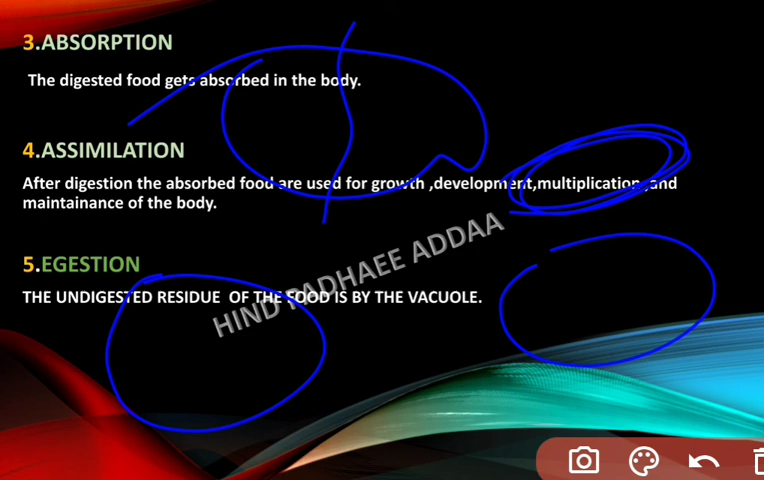 3.ABSORPTION
The digested food gets absorbed in the body.
4.ASSIMILATION
After digestion the absorbed food are used for growth ,development,multiplication ,and
maintainance of the body.
5.EGESTION
THE UNDIGESTED RESIDUE OF THE FOOD IS BY THE VACUOLE.
HIND PADHAEE ADDAA